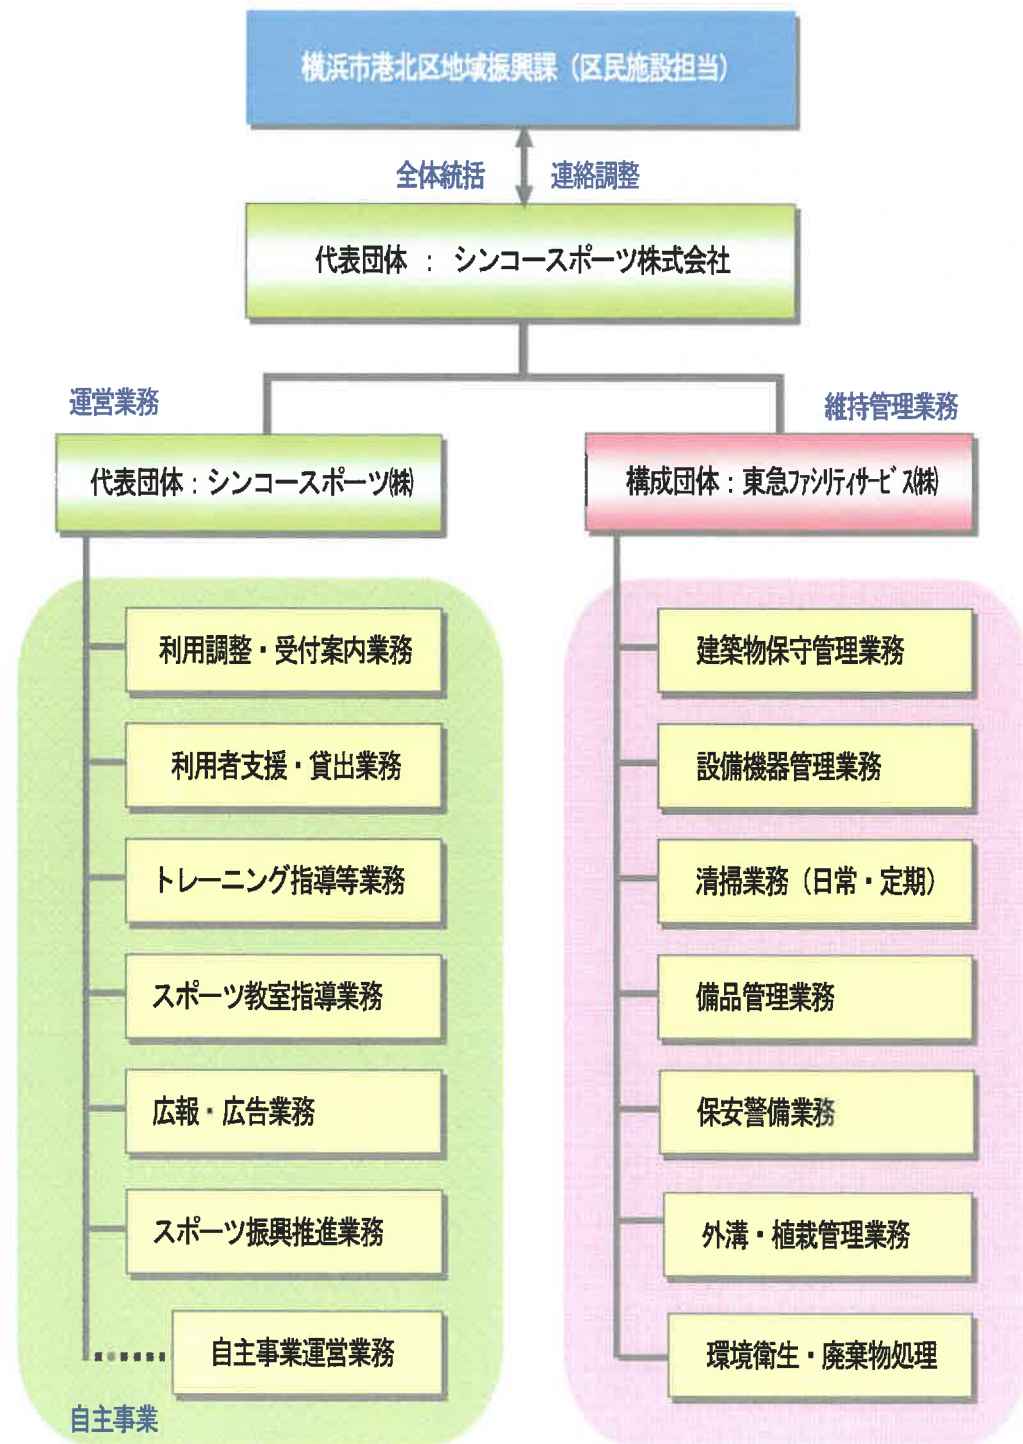 横浜市港北区地域振興課（区民施設担当）
全体統括　連絡調整
代表団体 ： シンコースポーツ株式会社
運営業務
維持管理業務
代表団体：シンコースポーツ㈱
構成団体：東急ﾌｧｼﾘﾃｨｻｰﾋﾞｽ㈱
利用調整・受付案内業務
利用者支援・貸出業務
トレーニング指導等業務
スポーツ教室指導業務
広報・広告業務
スポーツ振興推進業務
自主事業運営業務
自主事業
建築物保守管理業務
設備機器管理業務
清掃業務（日常・定期）
備品管理業務
保安警備業務
外溝・植栽管理業務
環境衛生・廃棄物処理